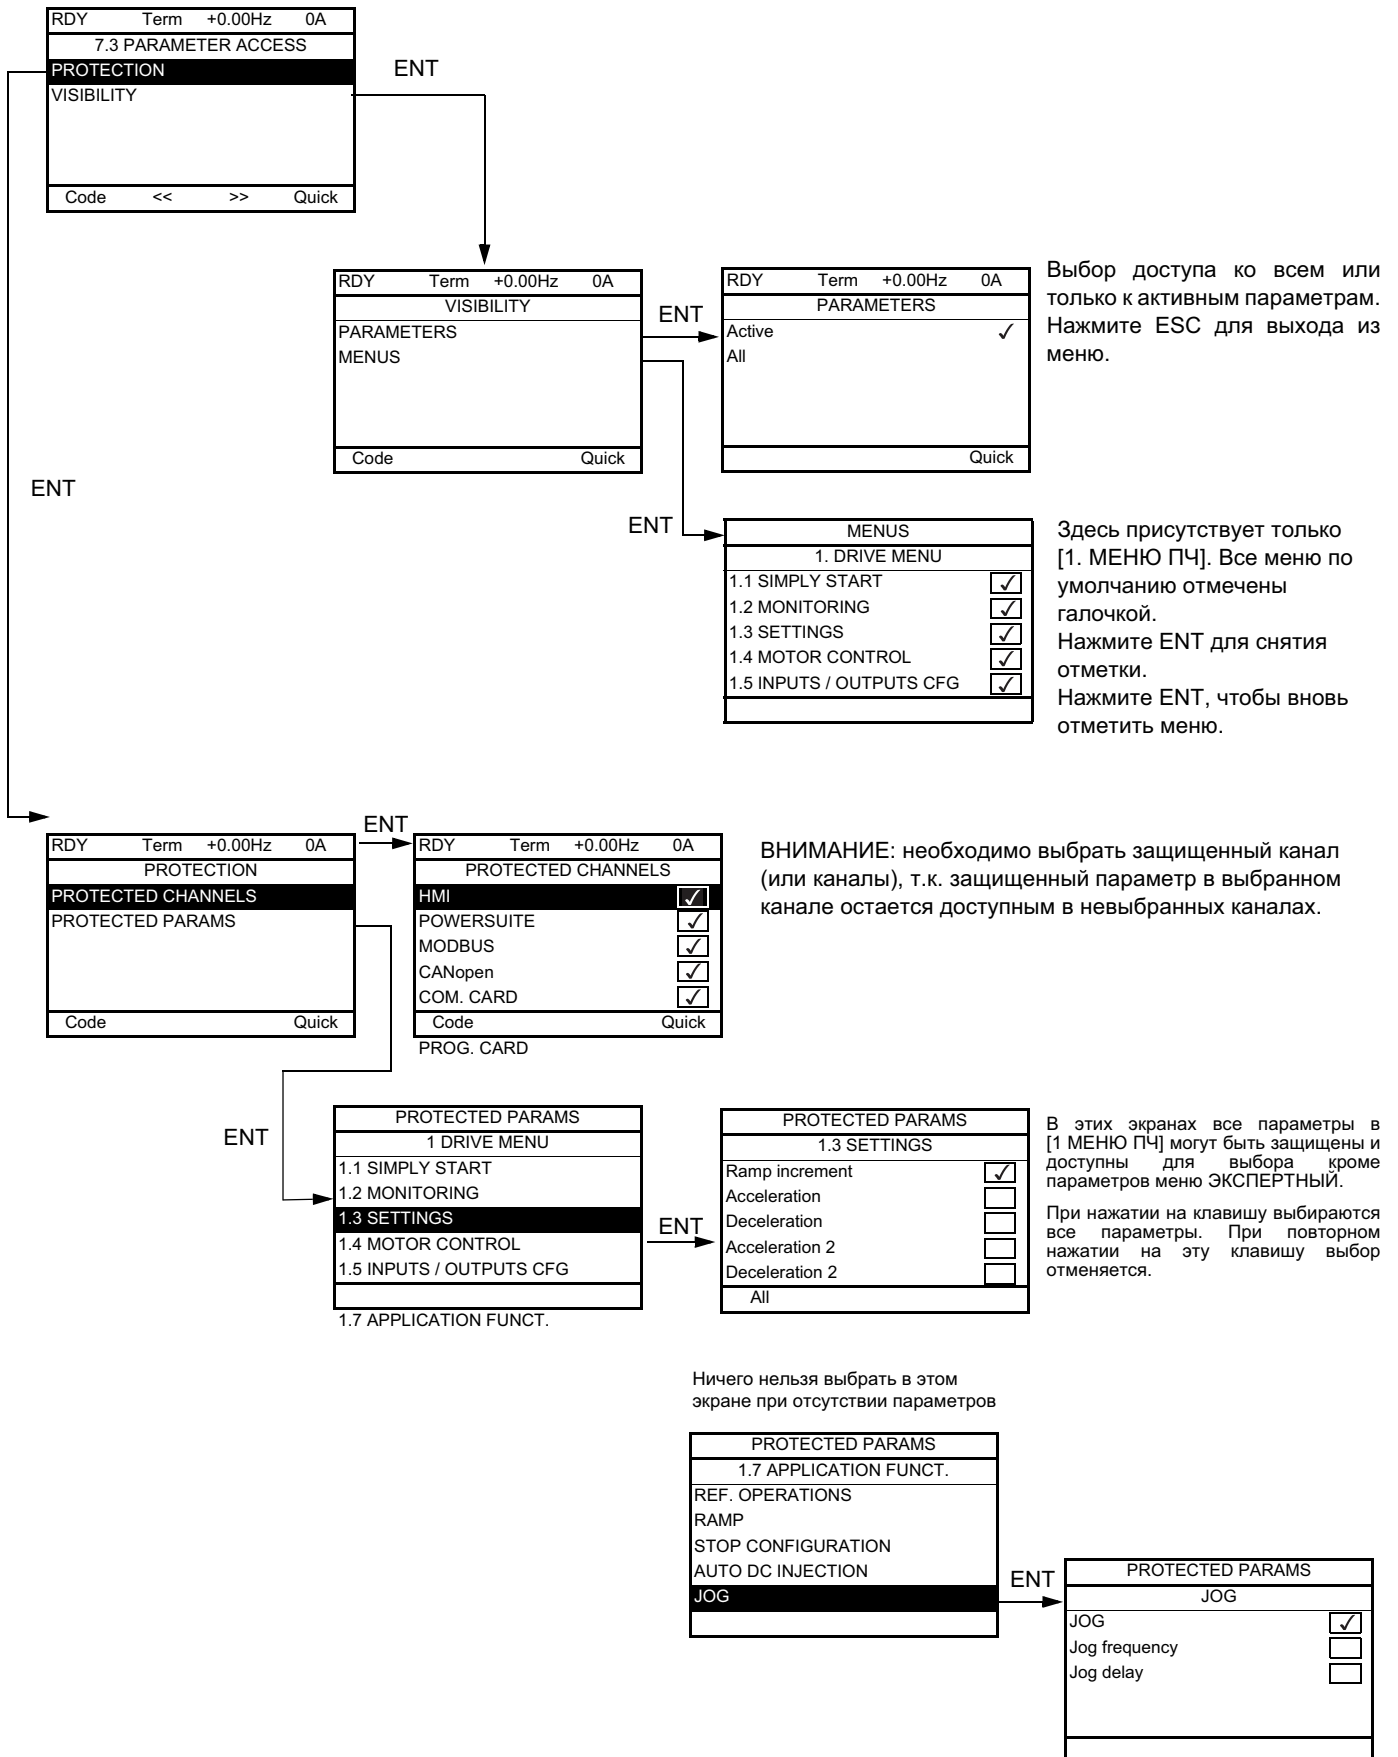 RDY Term +0.00Hz 0A
7.3 PARAMETER ACCESS
PROTECTION
VISIBILITY
Code << >> Quick
ENT
ENT
RDY Term +0.00Hz 0A
VISIBILITY
PARAMETERS
MENUS
Code Quick
ENT
RDY Term +0.00Hz 0A
PARAMETERS
Active ✓
All
Quick
Выбор доступа ко всем или
только к активным параметрам.
Нажмите ESC для выхода из
меню.
ENT
MENUS
1. DRIVE MENU
1.1 SIMPLY START ✓
1.2 MONITORING ✓
1.3 SETTINGS ✓
1.4 MOTOR CONTROL ✓
1.5 INPUTS / OUTPUTS CFG ✓
Здесь присутствует только
[1. МЕНЮ ПЧ]. Все меню по
умолчанию отмечены
галочкой.
Нажмите ENT для снятия
отметки.
Нажмите ENT, чтобы вновь
отметить меню.
RDY Term +0.00Hz 0A
PROTECTION
PROTECTED CHANNELS
PROTECTED PARAMS
Code Quick
ENT
RDY Term +0.00Hz 0A
PROTECTED CHANNELS
HMI ✓
POWERSUITE ✓
MODBUS ✓
CANopen ✓
COM. CARD ✓
Code Quick
PROG. CARD
ВНИМАНИЕ: необходимо выбрать защищенный канал
(или каналы), т.к. защищенный параметр в выбранном
канале остается доступным в невыбранных каналах.
ENT
PROTECTED PARAMS
1 DRIVE MENU
1.1 SIMPLY START
1.2 MONITORING
1.3 SETTINGS
1.4 MOTOR CONTROL
1.5 INPUTS / OUTPUTS CFG
1.7 APPLICATION FUNCT.
ENT
PROTECTED PARAMS
1.3 SETTINGS
Ramp increment ✓
Acceleration
Deceleration
Acceleration 2
Deceleration 2
All
В этих экранах все параметры в
[1 МЕНЮ ПЧ] могут быть защищены и
доступны для выбора кроме
параметров меню ЭКСПЕРТНЫЙ.
При нажатии на клавишу выбираются
все параметры. При повторном
нажатии на эту клавишу выбор
отменяется.
Ничего нельзя выбрать в этом
экране при отсутствии параметров
PROTECTED PARAMS
1.7 APPLICATION FUNCT.
REF. OPERATIONS
RAMP
STOP CONFIGURATION
AUTO DC INJECTION
JOG
ENT
PROTECTED PARAMS
JOG
JOG ✓
Jog frequency
Jog delay